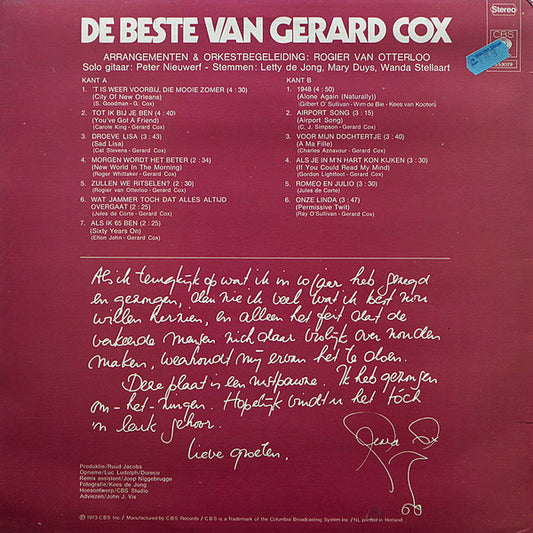 DE BESTE VAN GERARD COX
Stereo
CBS
ARRANGEMENTEN & ORKESTBEGELEIDING: ROGIER VAN OTTERLOO
Solo gitaar: Peter Nieuwerf - Stemmen: Letty de Jong, Mary Duys, Wanda Stellaart
KANT A
1. 'T IS WEER VOORBIJ, DIE MOOIE ZOMER (4 : 30)
(City Of New Orleans)
(S. Goodman - G. Cox)
2. TOT IK BIJ JE BEN (4 : 40)
(You've Got A Friend)
(Carole King - Gerard Cox)
3. DROEVE LISA (3 : 43)
(Sad Lisa)
(Cat Stevens - Gerard Cox)
4. MORGEN WORDT HET BETER (2 : 34)
(New World In The Morning)
(Roger Whittaker - Gerard Cox)
5. ZULLEN WE RITSELEN? (2 : 30)
(Rogier van Otterloo - Gerard Cox)
6. WAT JAMMER TOCH DAT ALLES ALTIJD
OVERGAAT (2 : 25)
(Jules de Corte - Gerard Cox)
7. ALS IK 65 BEN (2 : 25)
(Sixty Years On)
(Elton John - Gerard Cox)
KANT B
1. 1948 (4 : 50)
(Alone Again (Naturally))
(Gilbert O' Sullivan - Wim de Bie - Kees van Kooten)
2. AIRPORT SONG (3 : 15)
(Airport Song)
(C. J. Simpson - Gerard Cox)
3. VOOR MIJN DOCHTERTJE (3 : 40)
(A Ma Fille)
(Charles Aznavour - Gerard Cox)
4. ALS JE IN M'N HART KON KIJKEN (3 : 30)
(If You Could Read My Mind)
(Gordon Lightfoot - Gerard Cox)
5. ROMEO EN JULIO (3 : 30)
(Jules de Corte)
6. ONZE LINDA (3 : 47)
(Permissive Twit)
(Ray O'Sullivan - Gerard Cox)
Als ik terugkijk op wat ik in 10 jaar heb gezegd
en gezongen, dan zie ik veel wat ik best zou
willen herzien, en alleen het feit dat de
verkeerde mensen zich daar vrolijk over zouden
maken, weerhoudt mij ervan het te doen.
Deze plaat is een rustpauze. Ik heb gezongen
om - het - zingen. Hopelijk vindt u het tóch
'n leuk gehoor.
Lieve groeten,
Produktie/Ruud Jacobs
Opname/Luc Ludolph/Dureco
Remix assistent/Joop Niggebrugge
Fotografie/Kees de Jong
Hoesontwerp/CBS Studio
Adviezen/John J. Vis
Ⓟ 1973 CBS Inc./ Manufactured by CBS Records / CBS is a Trademark of the Columbia Broadcasting System Inc./ NL printed in Holland